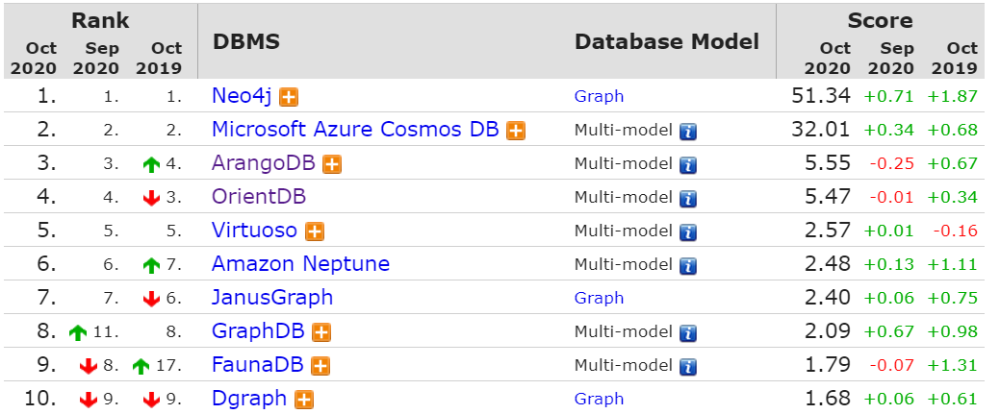 Rank DBMS Database Model Score
Oct 2020 Sep 2020 Oct 2019 Oct 2020 Sep 2020 Oct 2019
1. 1. 1. Neo4j Graph 51.34 +0.71 +1.87
2. 2. 2. Microsoft Azure Cosmos DB Multi-model 32.01 +0.34 +0.68
3. 3. 4. ArangoDB Multi-model 5.55 -0.25 +0.67
4. 4. 3. OrientDB Multi-model 5.47 -0.01 +0.34
5. 5. 5. Virtuoso Multi-model 2.57 +0.01 -0.16
6. 6. 7. Amazon Neptune Multi-model 2.48 +0.13 +1.11
7. 7. 6. JanusGraph Graph 2.40 +0.06 +0.75
8. 11. 8. GraphDB Multi-model 2.09 +0.67 +0.98
9. 8. 17. FaunaDB Multi-model 1.79 -0.07 +1.31
10. 9. 9. Dgraph Graph 1.68 +0.06 +0.61